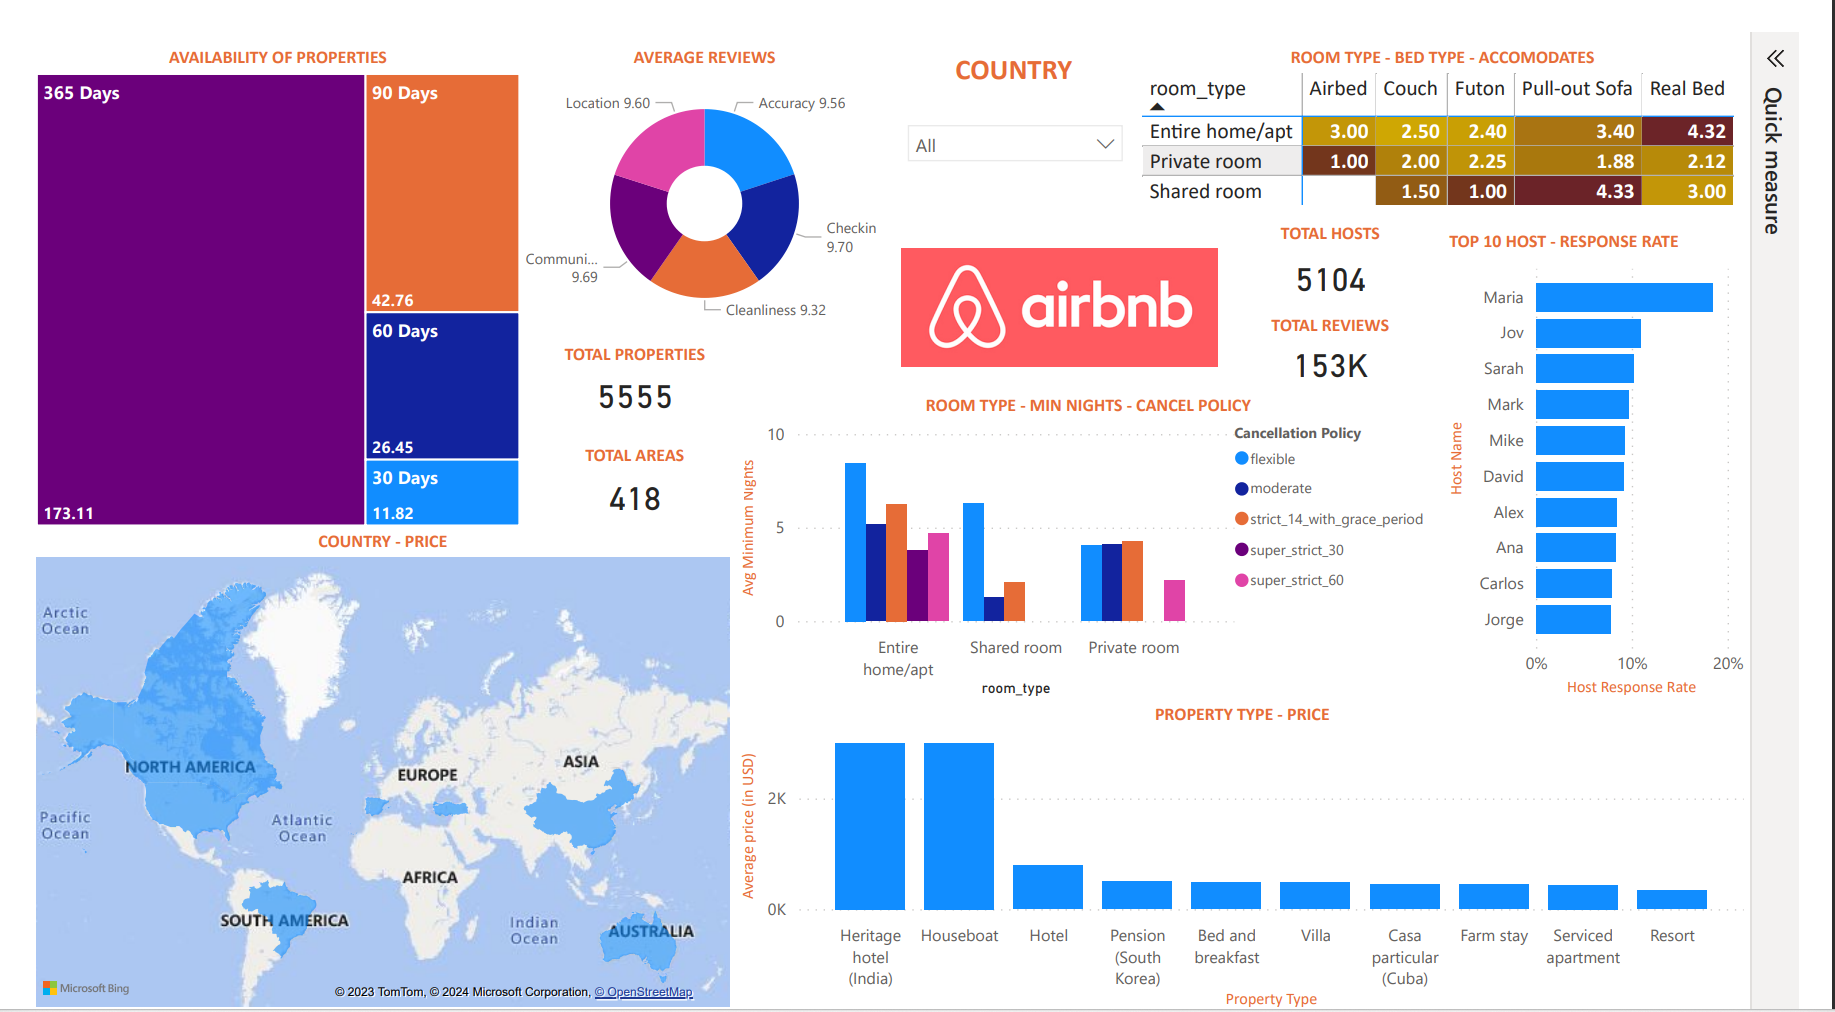 AVAILABILITY OF PROPERTIES
365 Days
173.11
90 Days
42.76
60 Days
26.45
30 Days
11.82
AVERAGE REVIEWS
Location 9.60
Accuracy 9.56
Checkin
9.70
Communi...
9.69
Cleanliness 9.32
TOTAL PROPERTIES
5555
TOTAL AREAS
418
COUNTRY
All
airbnb
ROOM TYPE - BED TYPE - ACCOMODATES
room_type Airbed Couch Futon Pull-out Sofa Real Bed
Entire home/apt 3.00 2.50 2.40 3.40 4.32
Private room 1.00 2.00 2.25 1.88 2.12
Shared room 1.50 1.00 4.33 3.00
Quick measure
TOTAL HOSTS
5104
TOTAL REVIEWS
153K
TOP 10 HOST - RESPONSE RATE
Host Name
Maria
Jov
Sarah
Mark
Mike
David
Alex
Ana
Carlos
Jorge
0% 10% 20%
Host Response Rate
ROOM TYPE - MIN NIGHTS - CANCEL POLICY
Avg Minimum Nights
10
5
0
Entire
home/apt
Shared room
Private room
room_type
Cancellation Policy
flexible
moderate
strict_14_with_grace_period
super_strict_30
super_strict_60
COUNTRY - PRICE
Arctic
Ocean
NORTH AMERICA
EUROPE
ASIA
Pacific
Ocean
Atlantic
Ocean
AFRICA
SOUTH AMERICA
Indian
Ocean
AUSTRALIA
Microsoft Bing
© 2023 TomTom, © 2024 Microsoft Corporation, © OpenStreetMap
PROPERTY TYPE - PRICE
Average price (in USD)
2K
0K
Heritage
hotel
(India)
Houseboat
Hotel
Pension
(South
Korea)
Bed and
breakfast
Villa
Casa
particular
(Cuba)
Farm stay
Serviced
apartment
Resort
Property Type